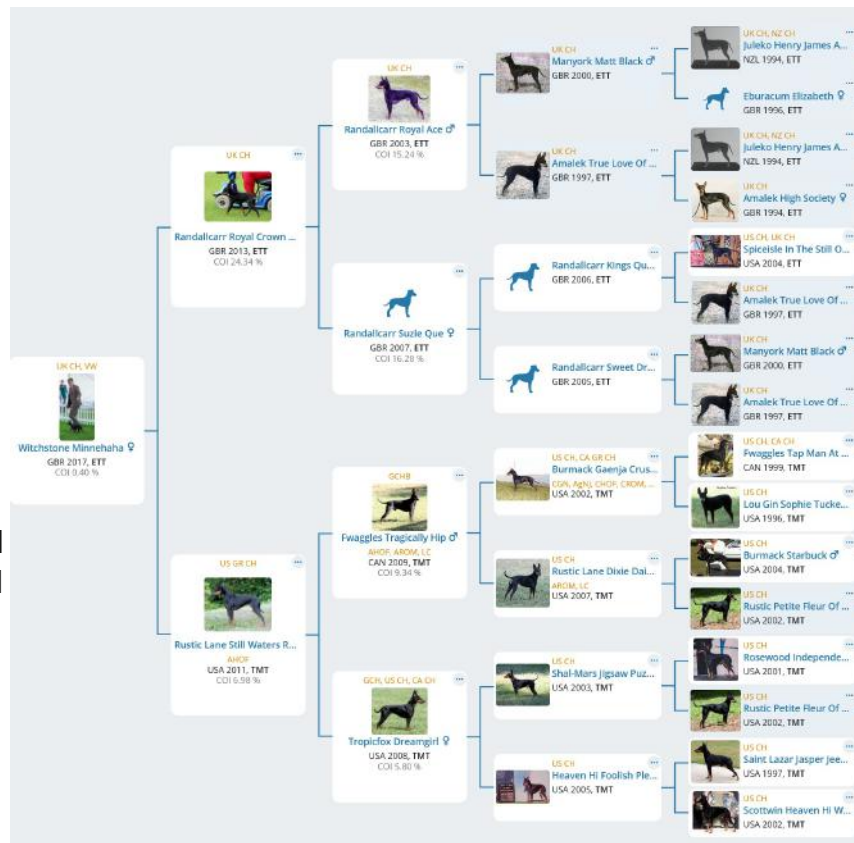 UK CH, VW
Witchstone Minnehaha ♀
GBR 2017, ETT
COI 0.40 %
UK CH
Randallcarr Royal Crown ...
GBR 2013, ETT
COI 24.34 %
US GR CH
Rustic Lane Still Waters R...
AHOF
USA 2011, TMT
COI 6.98 %
UK CH
Randallcarr Royal Ace ♂
GBR 2003, ETT
COI 15.24 %
Randallcarr Suzie Que ♀
GBR 2007, ETT
COI 16.28 %
GCHB
Fwaggles Tragically Hip ♂
AHOF, AROM, LC
CAN 2009, TMT
COI 9.34 %
GCH, US CH, CA CH
Tropicfox Dreamgirl ♀
USA 2008, TMT
COI 5.80 %
UK CH
Manyork Matt Black ♂
GBR 2000, ETT
UK CH
Amalek True Love Of ...
GBR 1997, ETT
Randallcarr Kings Qu...
GBR 2006, ETT
Randallcarr Sweet Dr...
GBR 2005, ETT
US CH, CA GR CH
Burmack Gaenja Crus...
CGN, AgNJ, CHOF, CROM, ...
USA 2002, TMT
US CH
Rustic Lane Dixie Dai...
AROM, LC
USA 2007, TMT
US CH
Shal-Mars Jigsaw Puz...
USA 2003, TMT
US CH
Heaven Hi Foolish Ple...
USA 2005, TMT
UK CH, NZ CH
Juleko Henry James A...
NZL 1994, ETT
Eburacum Elizabeth ♀
GBR 1996, ETT
UK CH, NZ CH
Juleko Henry James A...
NZL 1994, ETT
UK CH
Amalek High Society ♀
GBR 1994, ETT
US CH, UK CH
Spiceisle In The Still O...
USA 2004, ETT
UK CH
Amalek True Love Of ...
GBR 1997, ETT
UK CH
Manyork Matt Black ♂
GBR 2000, ETT
UK CH
Amalek True Love Of ...
GBR 1997, ETT
US CH, CA CH
Fwaggles Tap Man At ...
CAN 1999, TMT
US CH
Lou Gin Sophie Tucke...
USA 1996, TMT
US CH
Burmack Starbuck ♂
USA 2004, TMT
US CH
Rustic Petite Fleur Of ...
USA 2002, TMT
US CH
Rosewood Independe...
USA 2001, TMT
US CH
Rustic Petite Fleur Of ...
USA 2002, TMT
US CH
Saint Lazar Jasper Jee...
USA 1997, TMT
US CH
Scottwin Heaven Hi W...
USA 2002, TMT